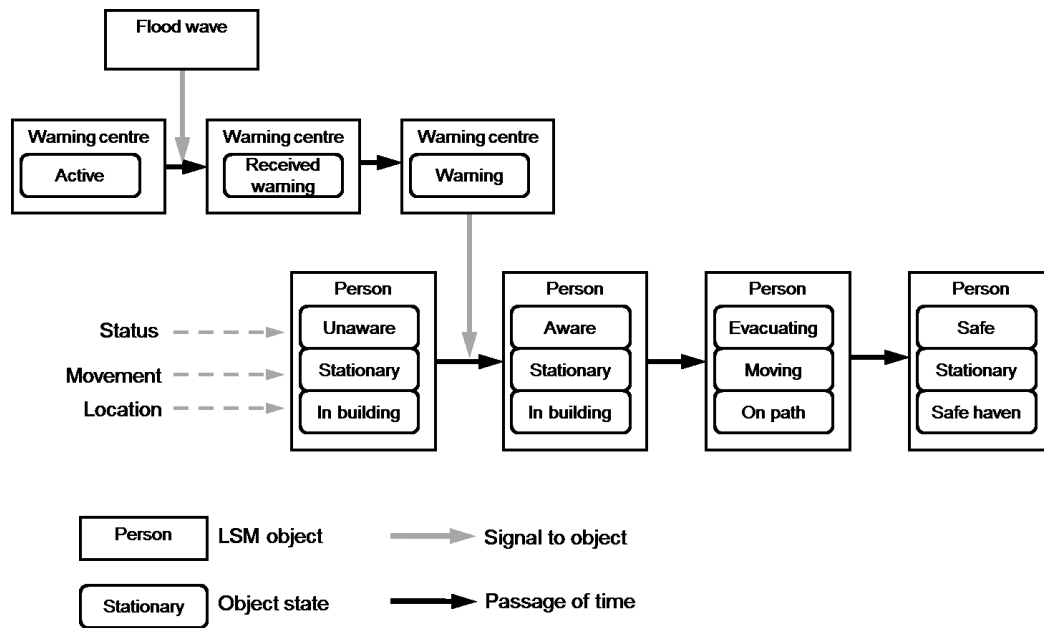 Flood wave
Warning centre
Active
Warning centre
Received
warning
Warning centre
Warning
Status
Movement
Location
Person
Unaware
Stationary
In building
Person
Aware
Stationary
In building
Person
Evacuating
Moving
On path
Person
Safe
Stationary
Safe haven
Person
LSM object
Signal to object
Stationary
Object state
Passage of time